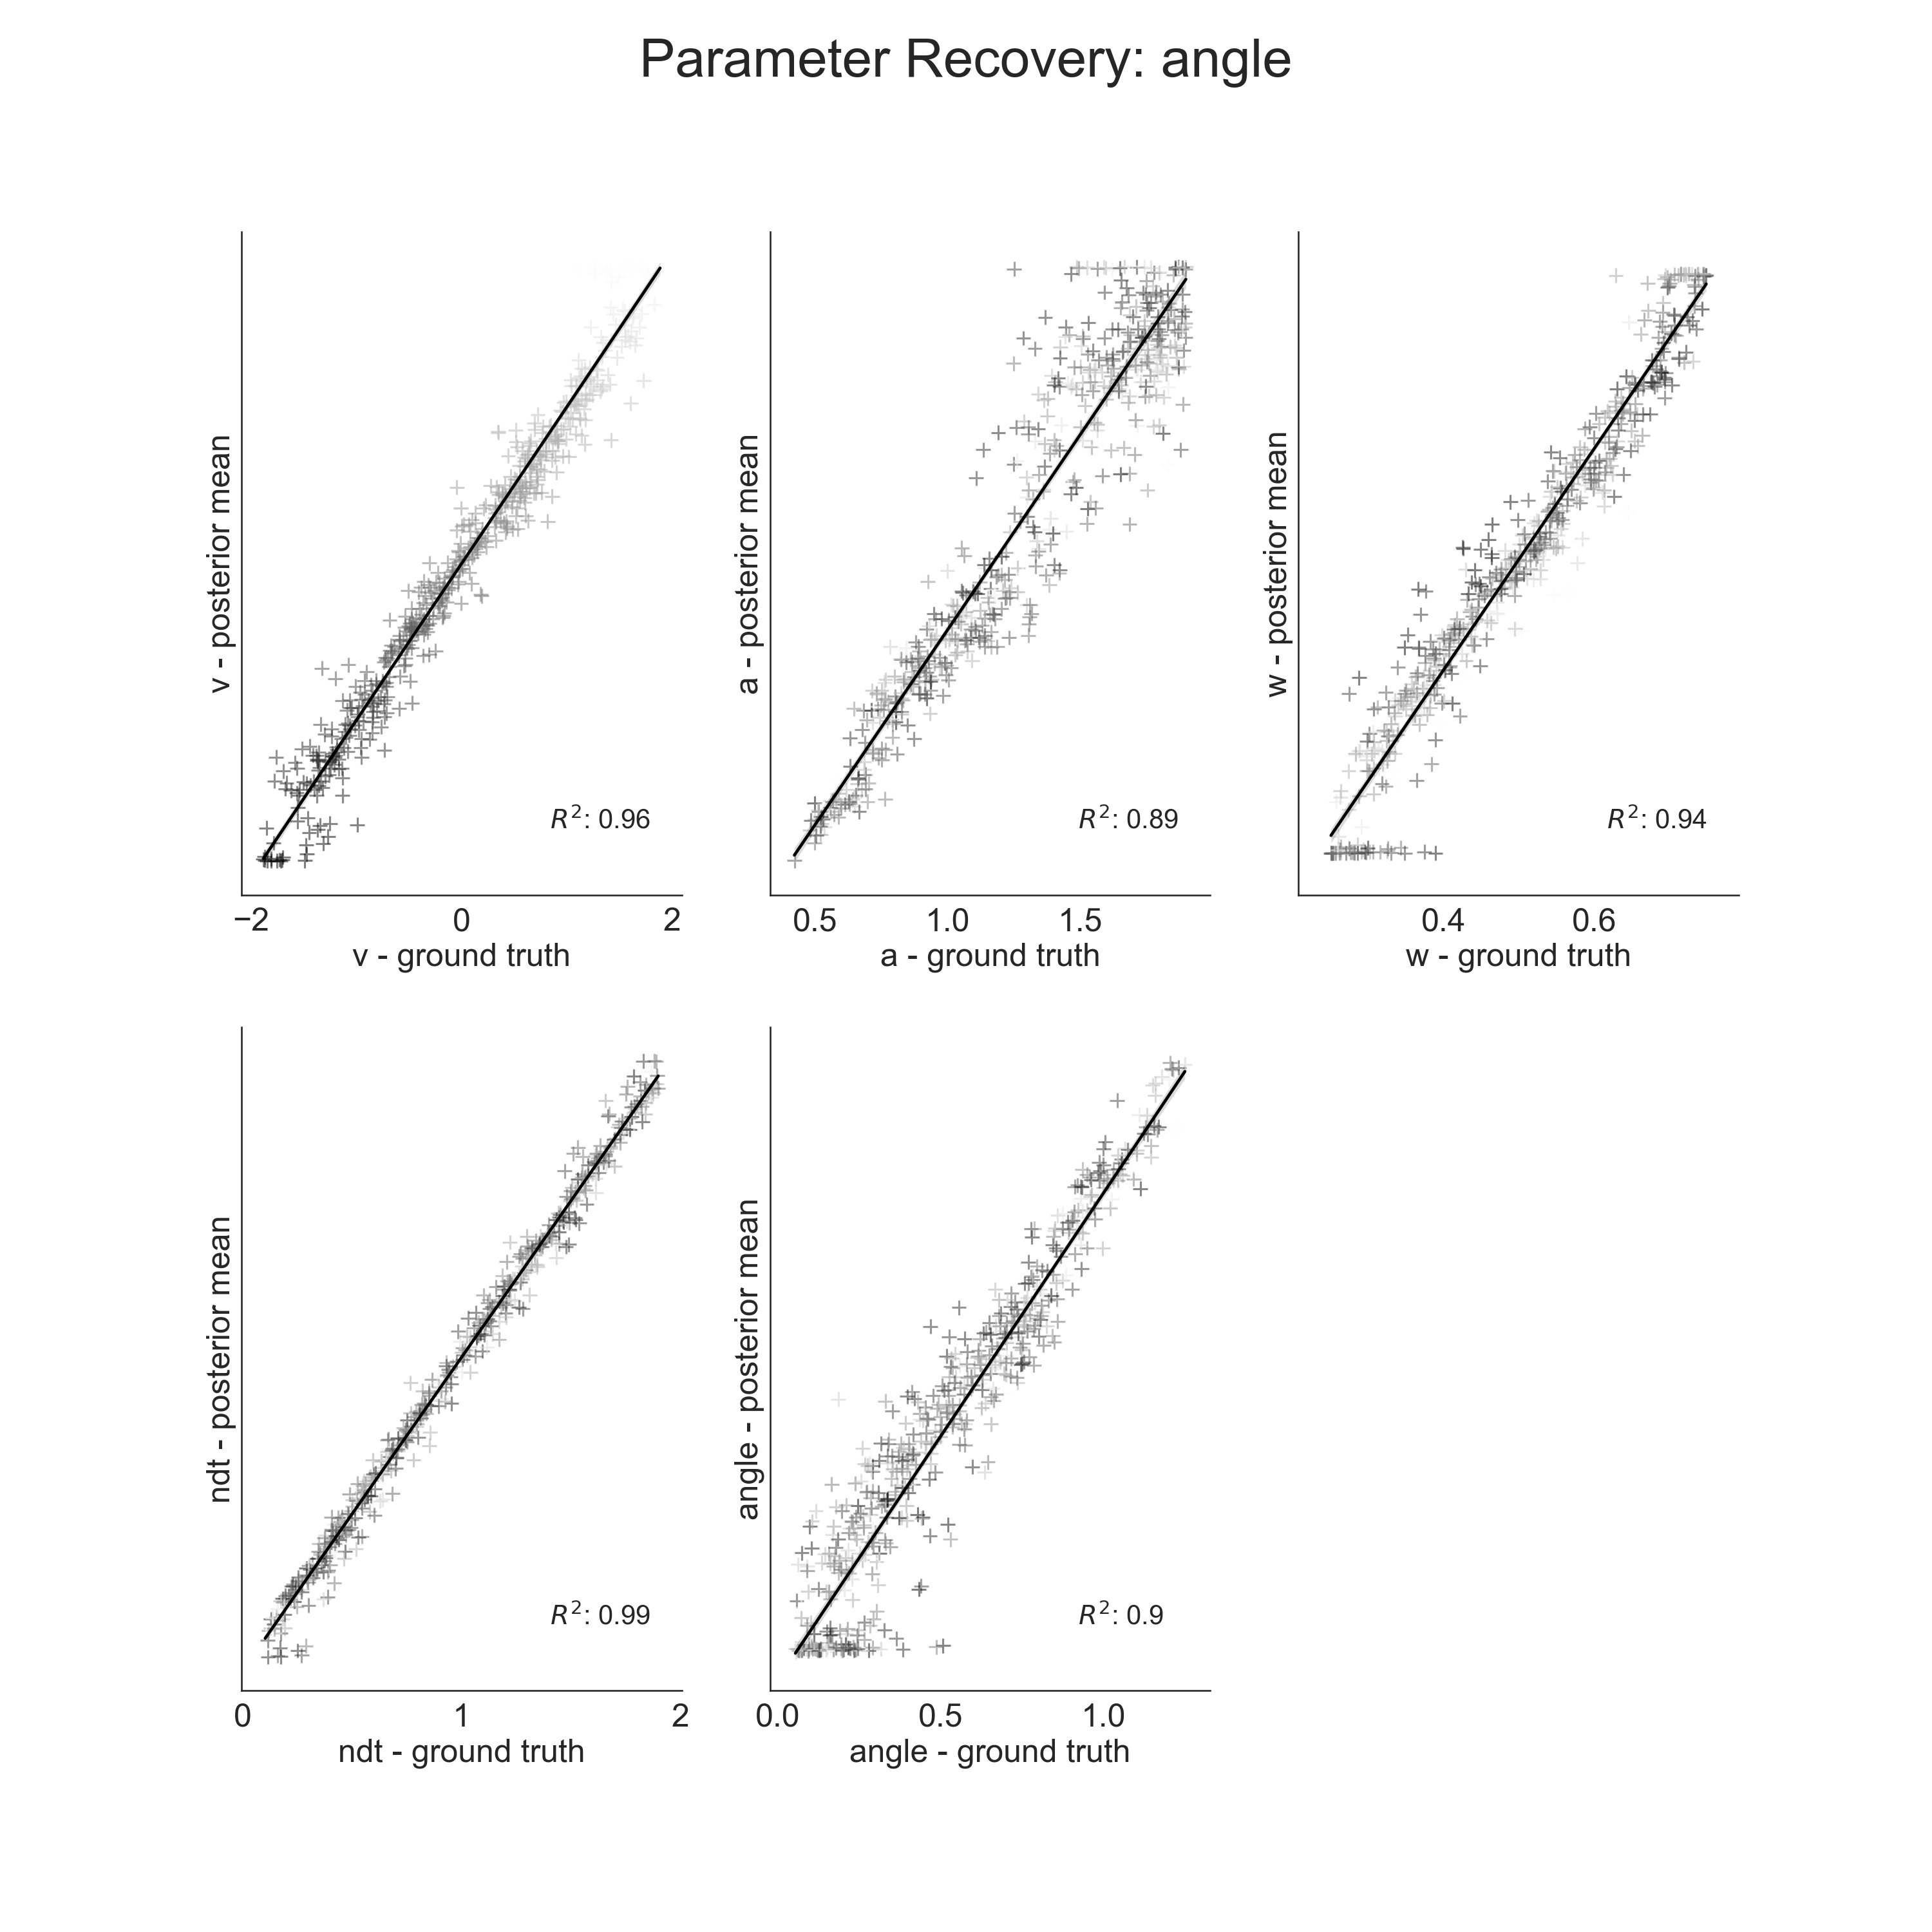 Parameter Recovery: angle
v - posterior mean
R²: 0.96
−2 0 2
v - ground truth
a - posterior mean
R²: 0.89
0.5 1.0 1.5
a - ground truth
w - posterior mean
R²: 0.94
0.4 0.6
w - ground truth
ndt - posterior mean
R²: 0.99
0 1 2
ndt - ground truth
angle - posterior mean
R²: 0.9
0.0 0.5 1.0
angle - ground truth